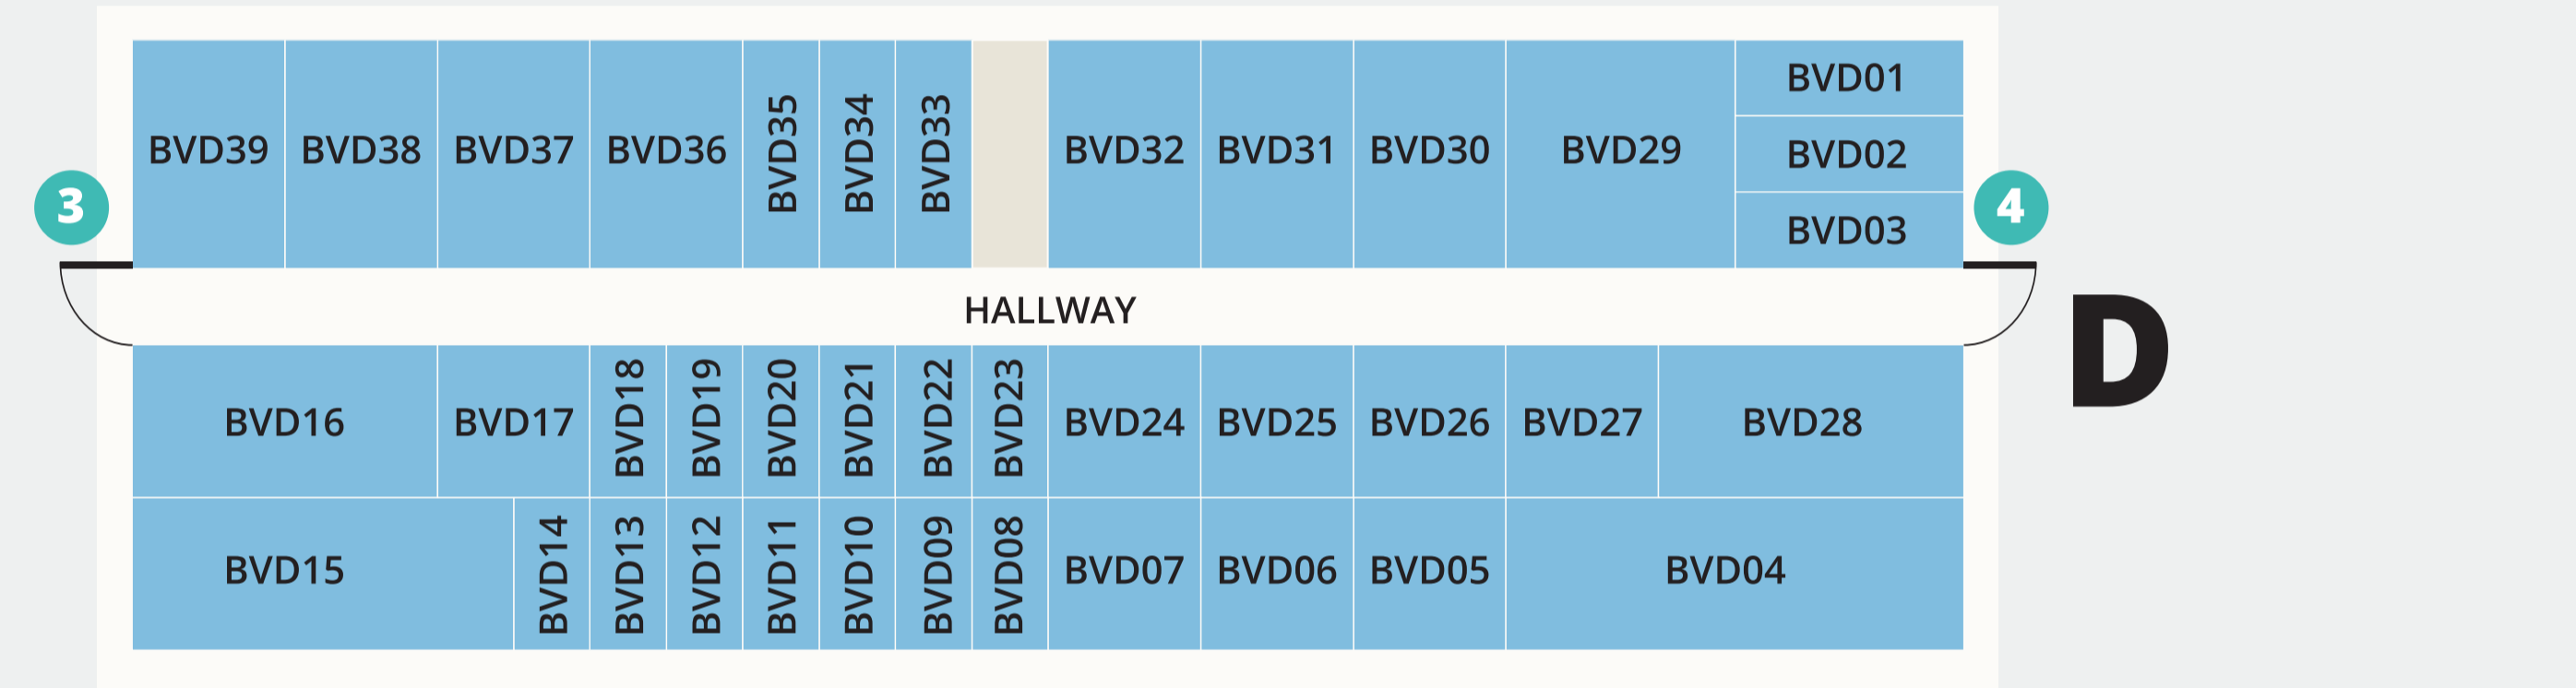 BVD39 BVD38 BVD37 BVD36 BVD35 BVD34 BVD33 BVD32 BVD31 BVD30 BVD29
BVD01
BVD02
BVD03
3
4
HALLWAY
D
BVD16 BVD17 BVD18 BVD19 BVD20 BVD21 BVD22 BVD23 BVD24 BVD25 BVD26 BVD27 BVD28
BVD15 BVD14 BVD13 BVD12 BVD11 BVD10 BVD09 BVD08 BVD07 BVD06 BVD05 BVD04